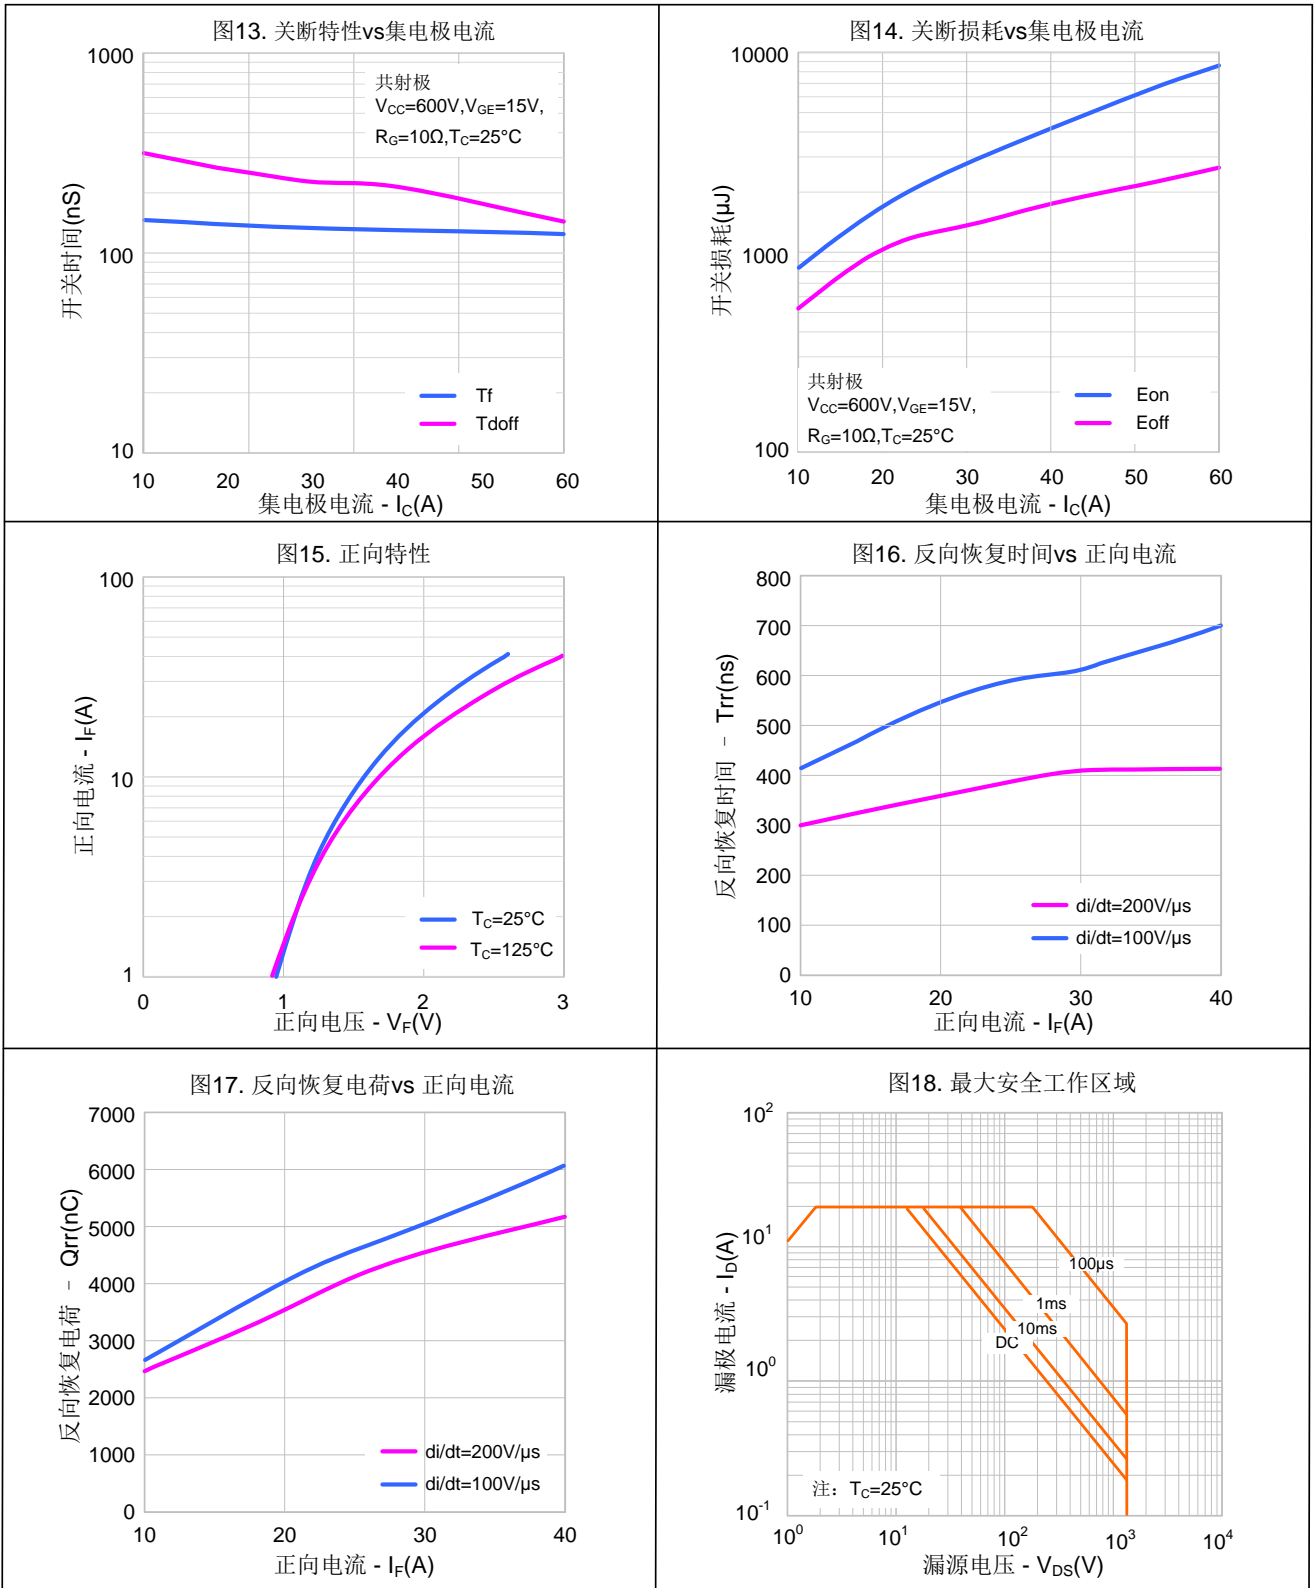 图13. 关断特性vs集电极电流
1000
100
10
开关时间(nS)
共射极
VCC=600V,VGE=15V,
RG=10Ω,TC=25°C
Tf
Tdoff
10 20 30 40 50 60
集电极电流 - IC(A)
图14. 关断损耗vs集电极电流
10000
1000
100
开关损耗(μJ)
共射极
VCC=600V,VGE=15V,
RG=10Ω,TC=25°C
Eon
Eoff
10 20 30 40 50 60
集电极电流 - IC(A)
图15. 正向特性
100
10
1
正向电流 - IF(A)
TC=25°C
TC=125°C
0 1 2 3
正向电压 - VF(V)
图16. 反向恢复时间vs 正向电流
800
700
600
500
400
300
200
100
0
反向恢复时间 – Trr(ns)
di/dt=200V/μs
di/dt=100V/μs
10 20 30 40
正向电流 - IF(A)
图17. 反向恢复电荷vs 正向电流
7000
6000
5000
4000
3000
2000
1000
0
反向恢复电荷 – Qrr(nC)
di/dt=200V/μs
di/dt=100V/μs
10 20 30 40
正向电流 - IF(A)
图18. 最大安全工作区域
10²
10¹
10⁰
10⁻¹
漏极电流 - ID(A)
100μs
1ms
10ms
DC
注：TC=25°C
10⁰ 10¹ 10² 10³ 10⁴
漏源电压 - VDS(V)